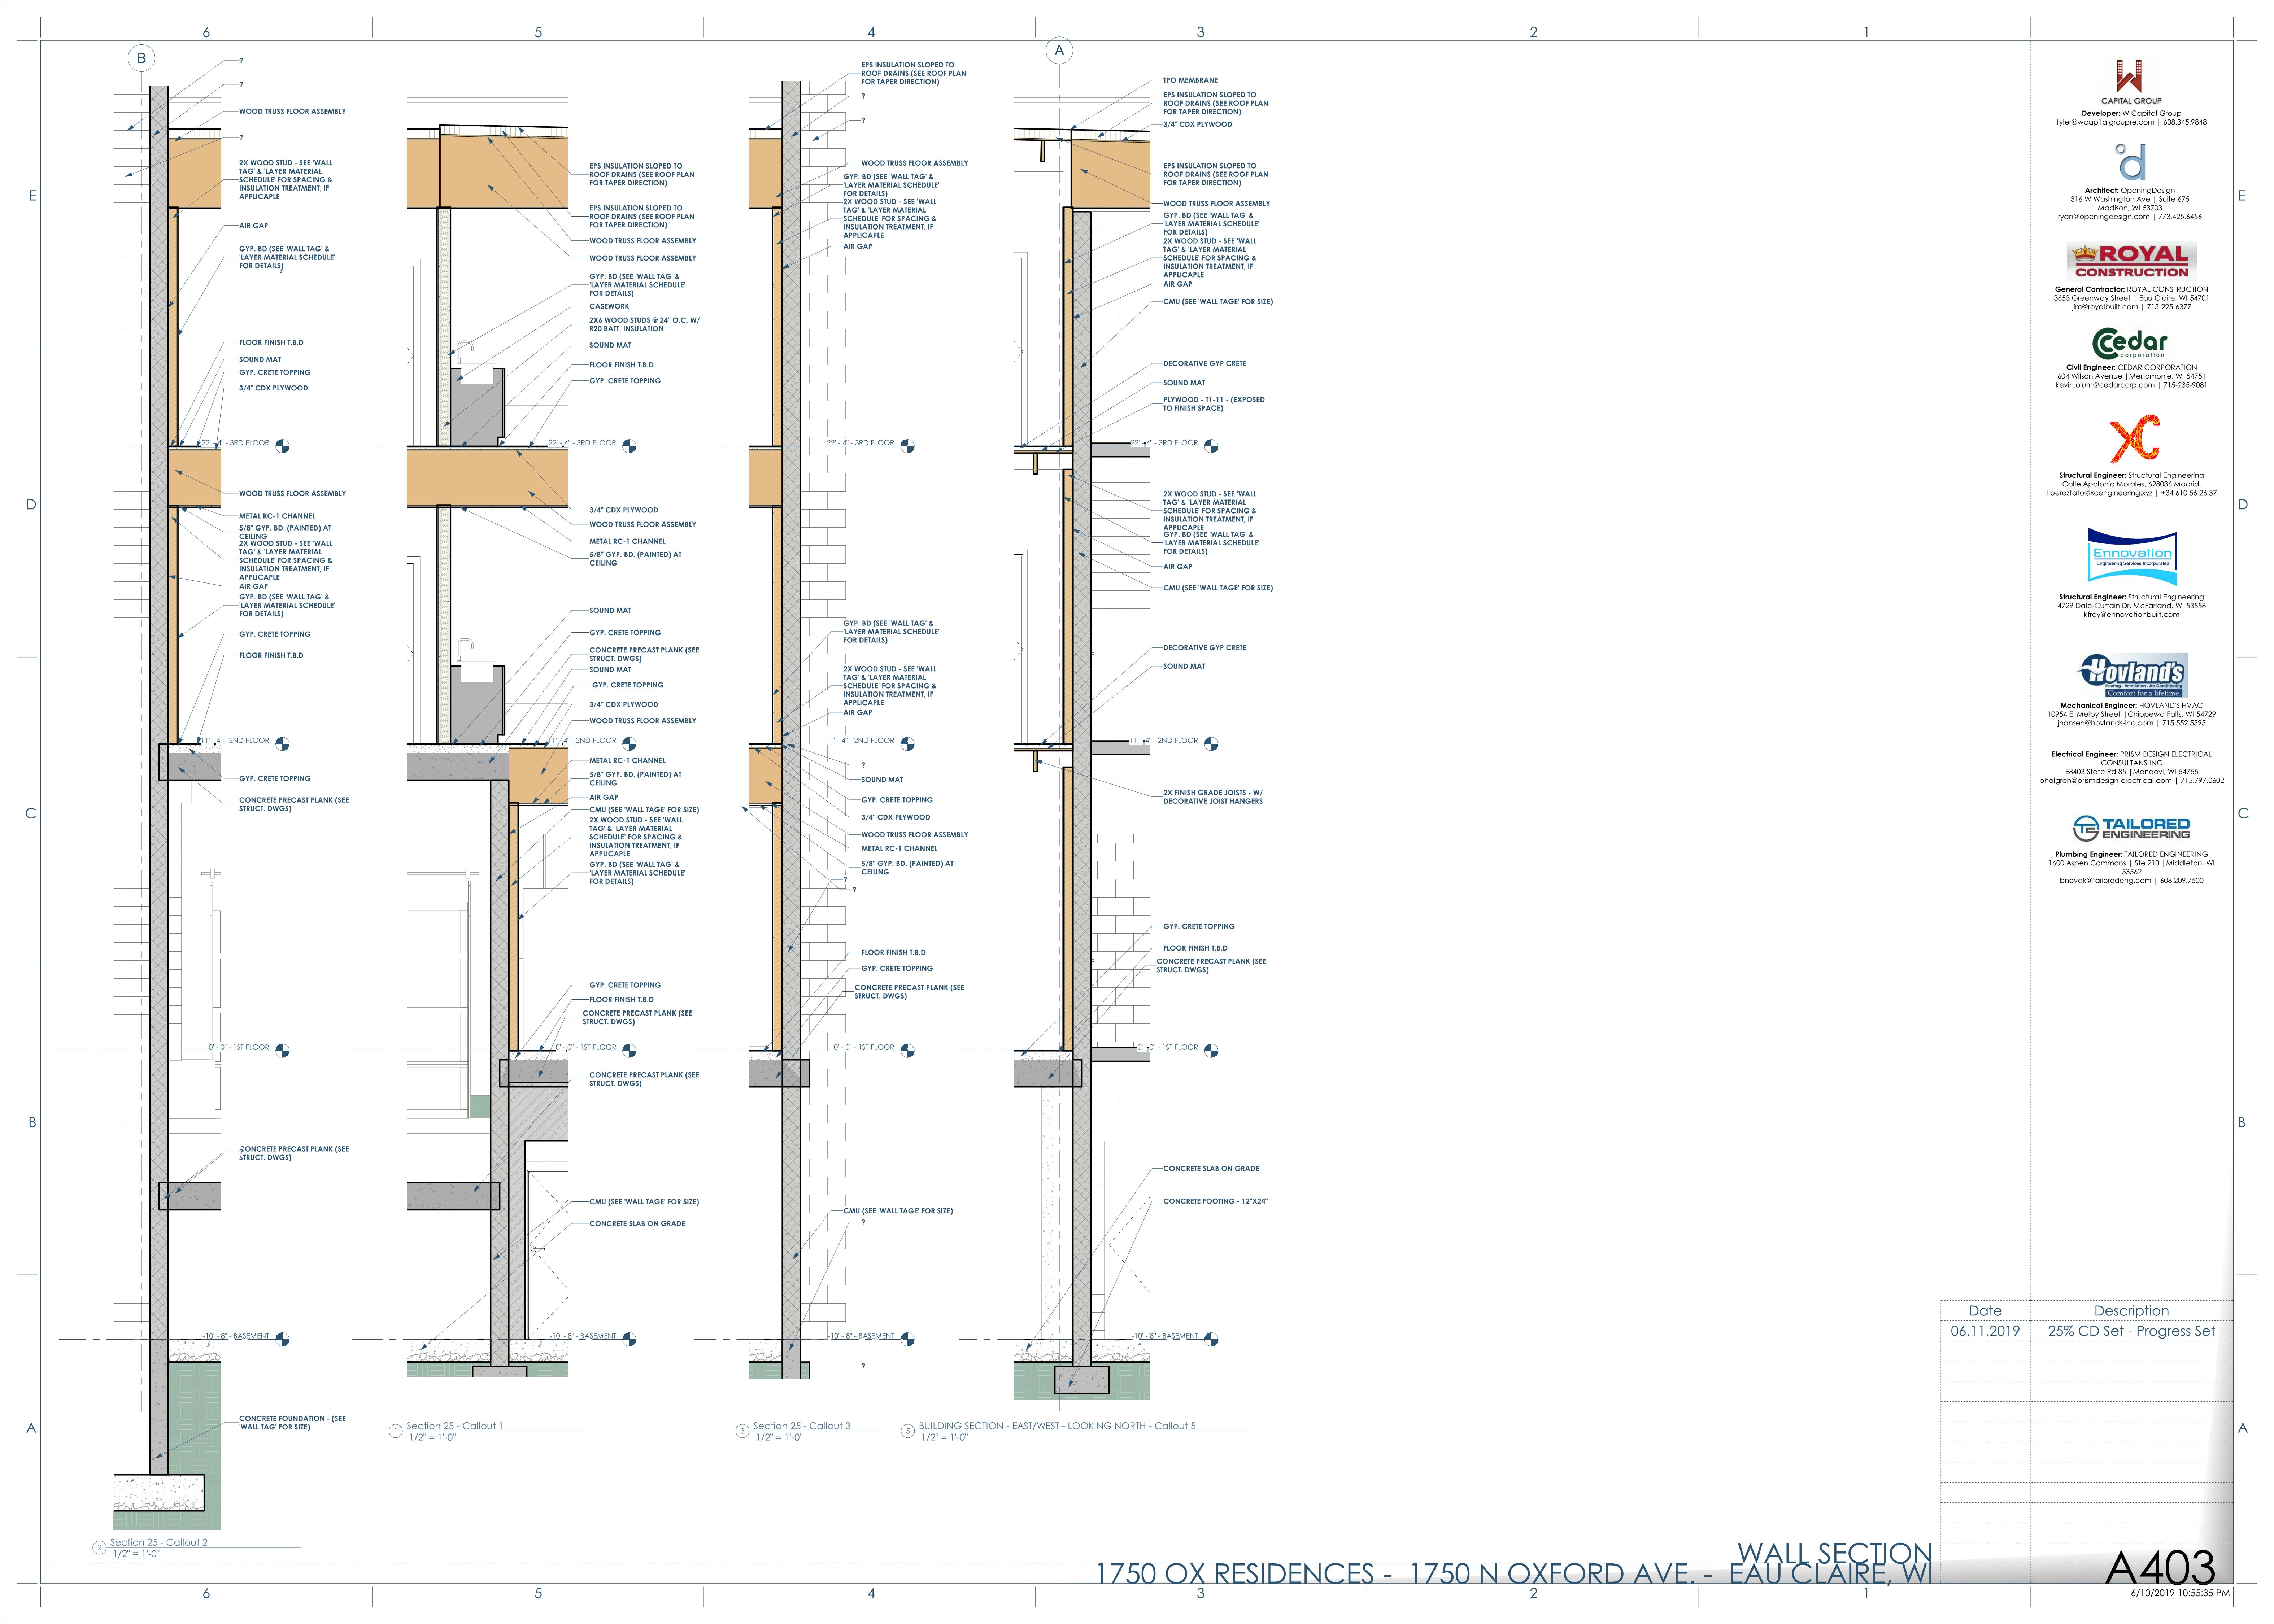 6
5
4
3
2
1
B
?
?
WOOD TRUSS FLOOR ASSEMBLY
?
2X WOOD STUD - SEE 'WALL
TAG' & 'LAYER MATERIAL
SCHEDULE' FOR SPACING &
INSULATION TREATMENT, IF
APPLICAPLE
AIR GAP
GYP. BD (SEE 'WALL TAG' &
'LAYER MATERIAL SCHEDULE'
FOR DETAILS)
?
FLOOR FINISH T.B.D
SOUND MAT
GYP. CRETE TOPPING
3/4" CDX PLYWOOD
22' - 4" - 3RD FLOOR
WOOD TRUSS FLOOR ASSEMBLY
METAL RC-1 CHANNEL
5/8" GYP. BD. (PAINTED) AT
CEILING
2X WOOD STUD - SEE 'WALL
TAG' & 'LAYER MATERIAL
SCHEDULE' FOR SPACING &
INSULATION TREATMENT, IF
APPLICAPLE
AIR GAP
GYP. BD (SEE 'WALL TAG' &
'LAYER MATERIAL SCHEDULE'
FOR DETAILS)
GYP. CRETE TOPPING
FLOOR FINISH T.B.D
11' - 4" - 2ND FLOOR
GYP. CRETE TOPPING
CONCRETE PRECAST PLANK (SEE
STRUCT. DWGS)
0' - 0" - 1ST FLOOR
CONCRETE PRECAST PLANK (SEE
STRUCT. DWGS)
-10' - 8" - BASEMENT
CONCRETE FOUNDATION - (SEE
'WALL TAG' FOR SIZE)
2
Section 25 - Callout 2
1/2" = 1'-0"
EPS INSULATION SLOPED TO
ROOF DRAINS (SEE ROOF PLAN
FOR TAPER DIRECTION)
EPS INSULATION SLOPED TO
ROOF DRAINS (SEE ROOF PLAN
FOR TAPER DIRECTION)
WOOD TRUSS FLOOR ASSEMBLY
WOOD TRUSS FLOOR ASSEMBLY
GYP. BD (SEE 'WALL TAG' &
'LAYER MATERIAL SCHEDULE'
FOR DETAILS)
CASEWORK
2X6 WOOD STUDS @ 24" O.C. W/
R20 BATT. INSULATION
SOUND MAT
FLOOR FINISH T.B.D
GYP. CRETE TOPPING
22' - 4" - 3RD FLOOR
3/4" CDX PLYWOOD
WOOD TRUSS FLOOR ASSEMBLY
METAL RC-1 CHANNEL
5/8" GYP. BD. (PAINTED) AT
CEILING
SOUND MAT
GYP. CRETE TOPPING
CONCRETE PRECAST PLANK (SEE
STRUCT. DWGS)
SOUND MAT
GYP. CRETE TOPPING
3/4" CDX PLYWOOD
WOOD TRUSS FLOOR ASSEMBLY
11' - 4" - 2ND FLOOR
METAL RC-1 CHANNEL
5/8" GYP. BD. (PAINTED) AT
CEILING
AIR GAP
CMU (SEE 'WALL TAGE' FOR SIZE)
2X WOOD STUD - SEE 'WALL
TAG' & 'LAYER MATERIAL
SCHEDULE' FOR SPACING &
INSULATION TREATMENT, IF
APPLICAPLE
GYP. BD (SEE 'WALL TAG' &
'LAYER MATERIAL SCHEDULE'
FOR DETAILS)
GYP. CRETE TOPPING
FLOOR FINISH T.B.D
CONCRETE PRECAST PLANK (SEE
STRUCT. DWGS)
0' - 0" - 1ST FLOOR
CONCRETE PRECAST PLANK (SEE
STRUCT. DWGS)
CMU (SEE 'WALL TAGE' FOR SIZE)
CONCRETE SLAB ON GRADE
-10' - 8" - BASEMENT
1
Section 25 - Callout 1
1/2" = 1'-0"
EPS INSULATION SLOPED TO
ROOF DRAINS (SEE ROOF PLAN
FOR TAPER DIRECTION)
?
?
WOOD TRUSS FLOOR ASSEMBLY
GYP. BD (SEE 'WALL TAG' &
'LAYER MATERIAL SCHEDULE'
FOR DETAILS)
2X WOOD STUD - SEE 'WALL
TAG' & 'LAYER MATERIAL
SCHEDULE' FOR SPACING &
INSULATION TREATMENT, IF
APPLICAPLE
AIR GAP
22' - 4" - 3RD FLOOR
GYP. BD (SEE 'WALL TAG' &
'LAYER MATERIAL SCHEDULE'
FOR DETAILS)
2X WOOD STUD - SEE 'WALL
TAG' & 'LAYER MATERIAL
SCHEDULE' FOR SPACING &
INSULATION TREATMENT, IF
APPLICAPLE
AIR GAP
11' - 4" - 2ND FLOOR
?
SOUND MAT
GYP. CRETE TOPPING
3/4" CDX PLYWOOD
WOOD TRUSS FLOOR ASSEMBLY
METAL RC-1 CHANNEL
5/8" GYP. BD. (PAINTED) AT
CEILING
?
?
FLOOR FINISH T.B.D
GYP. CRETE TOPPING
CONCRETE PRECAST PLANK (SEE
STRUCT. DWGS)
0' - 0" - 1ST FLOOR
CMU (SEE 'WALL TAGE' FOR SIZE)
?
-10' - 8" - BASEMENT
?
3
Section 25 - Callout 3
1/2" = 1'-0"
A
TPO MEMBRANE
EPS INSULATION SLOPED TO
ROOF DRAINS (SEE ROOF PLAN
FOR TAPER DIRECTION)
3/4" CDX PLYWOOD
EPS INSULATION SLOPED TO
ROOF DRAINS (SEE ROOF PLAN
FOR TAPER DIRECTION)
WOOD TRUSS FLOOR ASSEMBLY
GYP. BD (SEE 'WALL TAG' &
'LAYER MATERIAL SCHEDULE'
FOR DETAILS)
2X WOOD STUD - SEE 'WALL
TAG' & 'LAYER MATERIAL
SCHEDULE' FOR SPACING &
INSULATION TREATMENT, IF
APPLICAPLE
AIR GAP
CMU (SEE 'WALL TAGE' FOR SIZE)
DECORATIVE GYP CRETE
SOUND MAT
PLYWOOD - T1-11 - (EXPOSED
TO FINISH SPACE)
22' - 4" - 3RD FLOOR
2X WOOD STUD - SEE 'WALL
TAG' & 'LAYER MATERIAL
SCHEDULE' FOR SPACING &
INSULATION TREATMENT, IF
APPLICAPLE
GYP. BD (SEE 'WALL TAG' &
'LAYER MATERIAL SCHEDULE'
FOR DETAILS)
AIR GAP
CMU (SEE 'WALL TAGE' FOR SIZE)
DECORATIVE GYP CRETE
SOUND MAT
11' - 4" - 2ND FLOOR
2X FINISH GRADE JOISTS - W/
DECORATIVE JOIST HANGERS
GYP. CRETE TOPPING
FLOOR FINISH T.B.D
CONCRETE PRECAST PLANK (SEE
STRUCT. DWGS)
0' - 0" - 1ST FLOOR
CONCRETE SLAB ON GRADE
CONCRETE FOOTING - 12"X24"
-10' - 8" - BASEMENT
5
BUILDING SECTION - EAST/WEST - LOOKING NORTH - Callout 5
1/2" = 1'-0"
E
D
C
B
A
E
D
C
B
A
CAPITAL GROUP
Developer: W Capital Group
tyler@wcapitalgroupre.com | 608.345.9848
Architect: OpeningDesign
316 W Washington Ave | Suite 675
Madison, WI 53703
ryan@openingdesign.com | 773.425.6456
ROYAL
CONSTRUCTION
General Contractor: ROYAL CONSTRUCTION
3653 Greenway Street | Eau Claire, WI 54701
jim@royalbuilt.com | 715-225-6377
Cedar
corporation
Civil Engineer: CEDAR CORPORATION
604 Wilson Avenue |Menomonie, WI 54751
kevin.oium@cedarcorp.com | 715-235-9081
XC
Structural Engineer: Structural Engineering
Calle Apolonio Morales, 628036 Madrid,
l.pereztato@xcengineering.xyz | +34 610 56 26 37
Ennovation
Engineering Services Incorporated
Structural Engineer: Structural Engineering
4729 Dale-Curtain Dr, McFarland, WI 53558
kfrey@ennovationbuilt.com
Hovland's
Heating - Ventilation - Air Conditioning
Comfort for a lifetime.
Mechanical Engineer: HOVLAND'S HVAC
10954 E. Melby Street |Chippewa Falls, WI 54729
jhansen@hovlands-inc.com | 715.552.5595
Electrical Engineer: PRISM DESIGN ELECTRICAL
CONSULTANS INC
E8403 State Rd 85 |Mondovi, WI 54755
bhalgren@prismdesign-electrical.com | 715.797.0602
TE TAILORED
ENGINEERING
Plumbing Engineer: TAILORED ENGINEERING
1600 Aspen Commons | Ste 210 |Middleton, WI
53562
bnovak@tailoredeng.com | 608.209.7500
Date Description
06.11.2019 25% CD Set - Progress Set
WALL SECTION
1750 OX RESIDENCES - 1750 N OXFORD AVE. - EAU CLAIRE, WI
A403
6/10/2019 10:55:35 PM
6
5
4
3
2
1